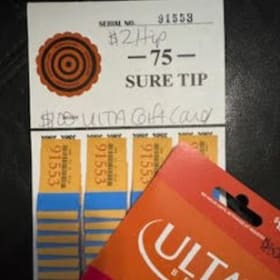 SERIAL NO. 91553
$2/tip
— 75 —
SURE TIP
$100 ULTA Gift Card
91553 91553 91553 91553
ULTA
B